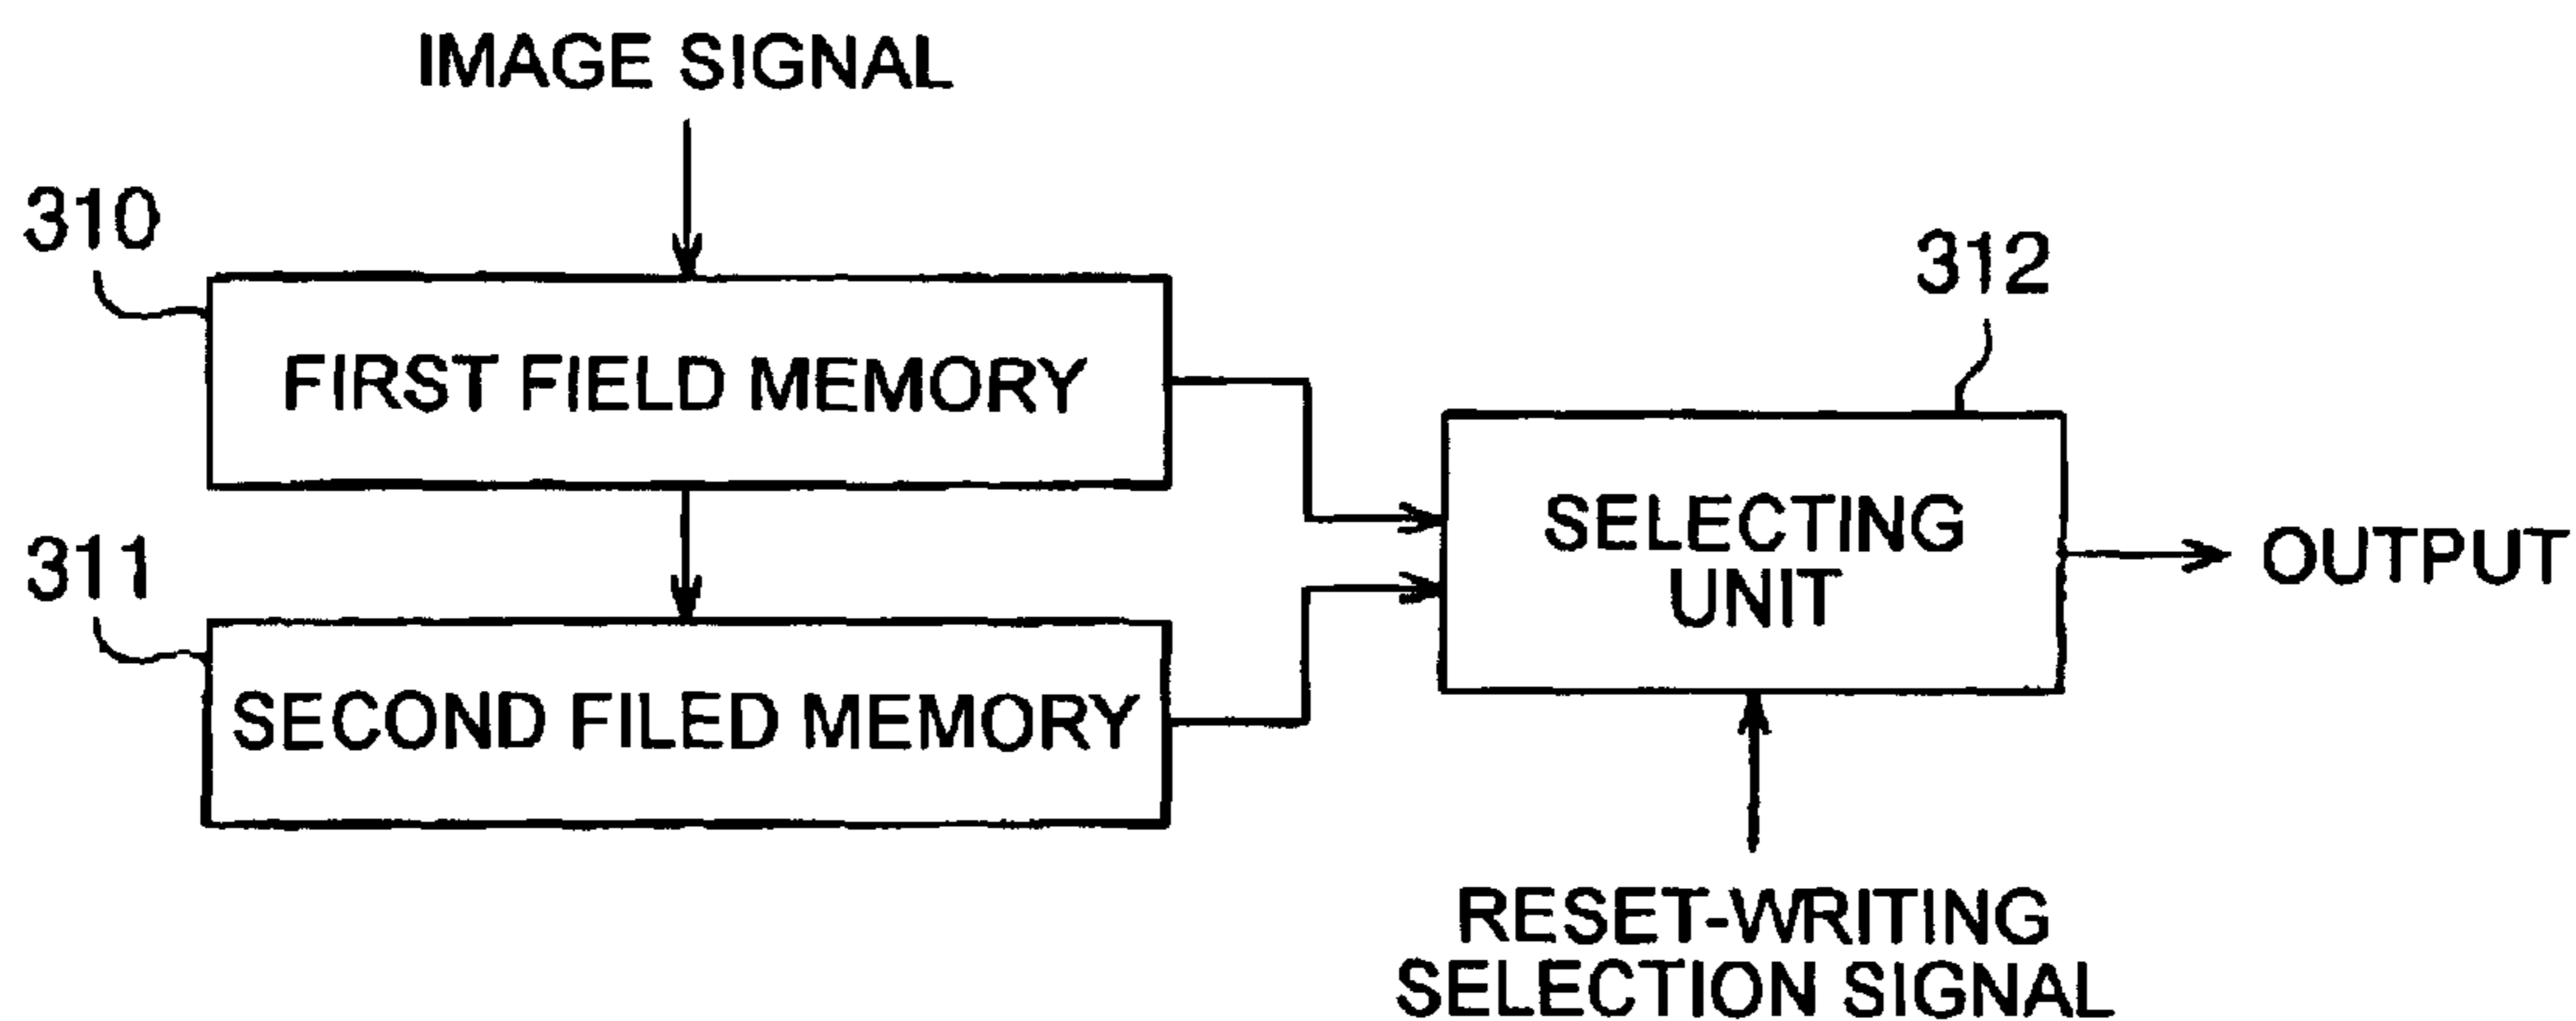 IMAGE SIGNAL
310
FIRST FIELD MEMORY
311
SECOND FILED MEMORY
312
SELECTING
UNIT
OUTPUT
RESET-WRITING
SELECTION SIGNAL